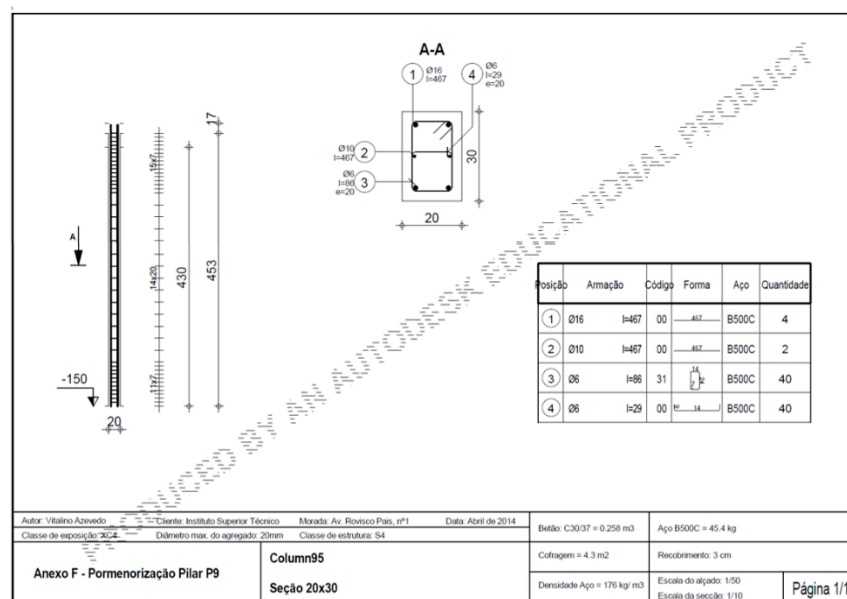 A-A
1
Ø16
l=467
4
Ø6
l=29
e=20
Ø10
l=467
2
Ø6
l=86
e=20
3
30
20
17
15x7
14x20
11x7
430
453
A
-150
20
Posição Armação Código Forma Aço Quantidade
1 Ø16 l=467 00 467 B500C 4
2 Ø10 l=467 00 467 B500C 2
3 Ø6 l=86 31 14 B500C 40
4 Ø6 l=29 00 14 B500C 40
Autor: Vitalino Azevedo Cliente: Instituto Superior Técnico Morada: Av. Rovisco Pais, nº1 Data: Abril de 2014
Classe de exposição: XC4 Diâmetro max. do agregado: 20mm Classe de estrutura: S4
Anexo F - Pormenorização Pilar P9
Column95
Seção 20x30
Betão: C30/37 = 0.258 m3 Aço B500C = 45.4 kg
Cofragem = 4.3 m2 Recobrimento: 3 cm
Densidade Aço = 176 kg/ m3 Escala do alçado: 1/50
Escala da secção: 1/10
Página 1/1